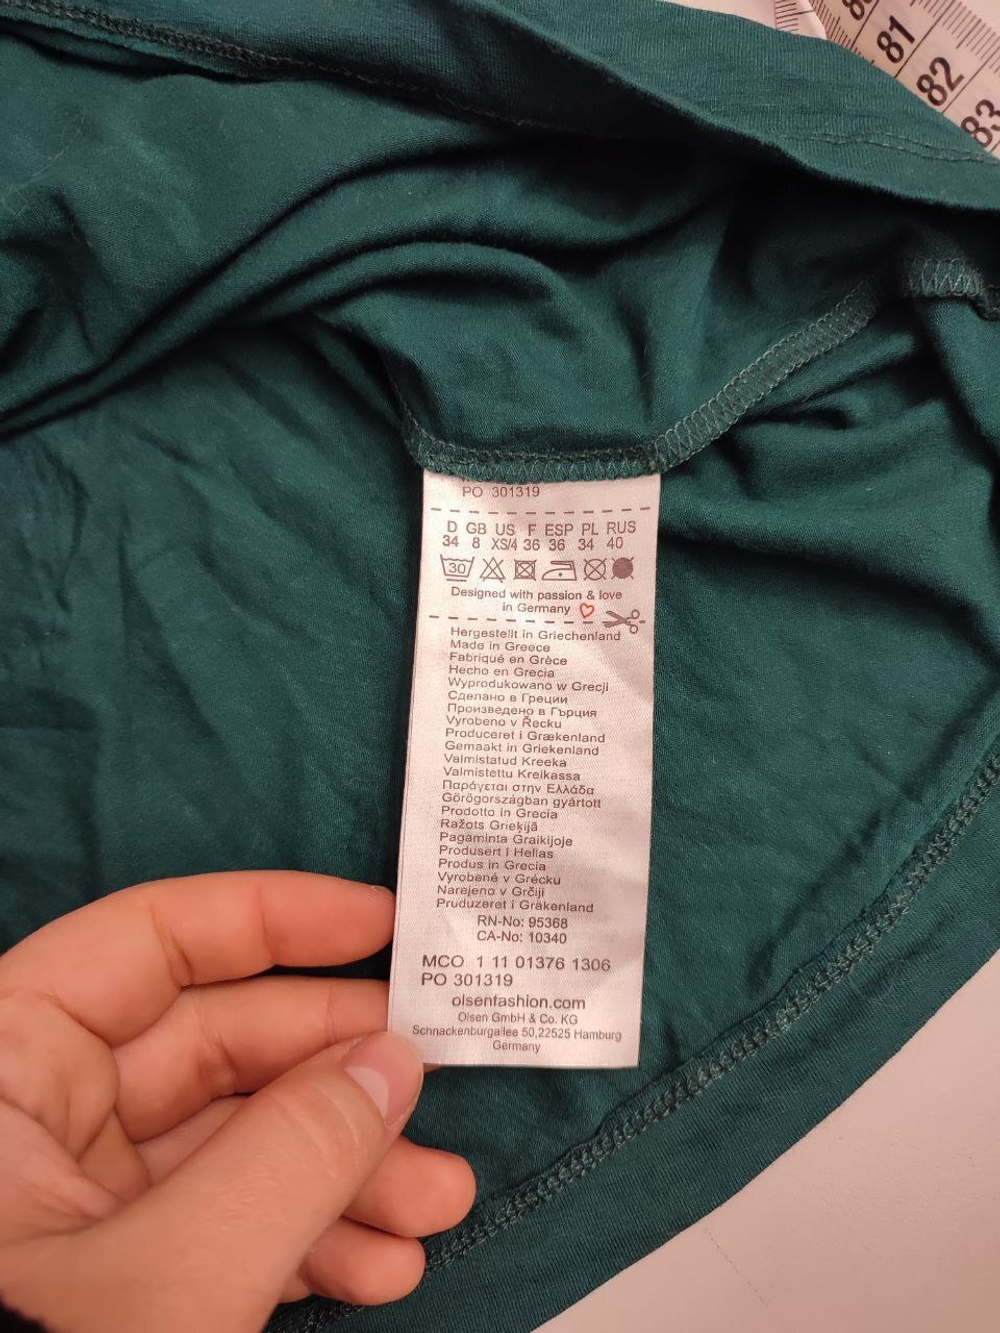 81
82
83
PO 301319
D GB US F ESP PL RUS
34 8 XS/4 36 36 34 40
30
Designed with passion & love
in Germany
Hergestellt in Griechenland
Made in Greece
Fabriqué en Grèce
Hecho en Grecia
Wyprodukowano w Grecji
Сделано в Греции
Произведено в Гърция
Vyrobeno v Řecku
Produceret i Grækenland
Gemaakt in Griekenland
Valmistatud Kreeka
Valmistettu Kreikassa
Παράγεται στην Ελλάδα
Görögországban gyártott
Prodotto in Grecia
Ražots Grieķijā
Pagaminta Graikijoje
Produsert i Hellas
Produs in Grecia
Vyrobené v Grécku
Narejeno v Grčiji
Pruduzeret i Gräkenland
RN-No: 95368
CA-No: 10340
MCO 1 11 01376 1306
PO 301319
olsenfashion.com
Olsen GmbH & Co. KG
Schnackenburgallee 50,22525 Hamburg
Germany